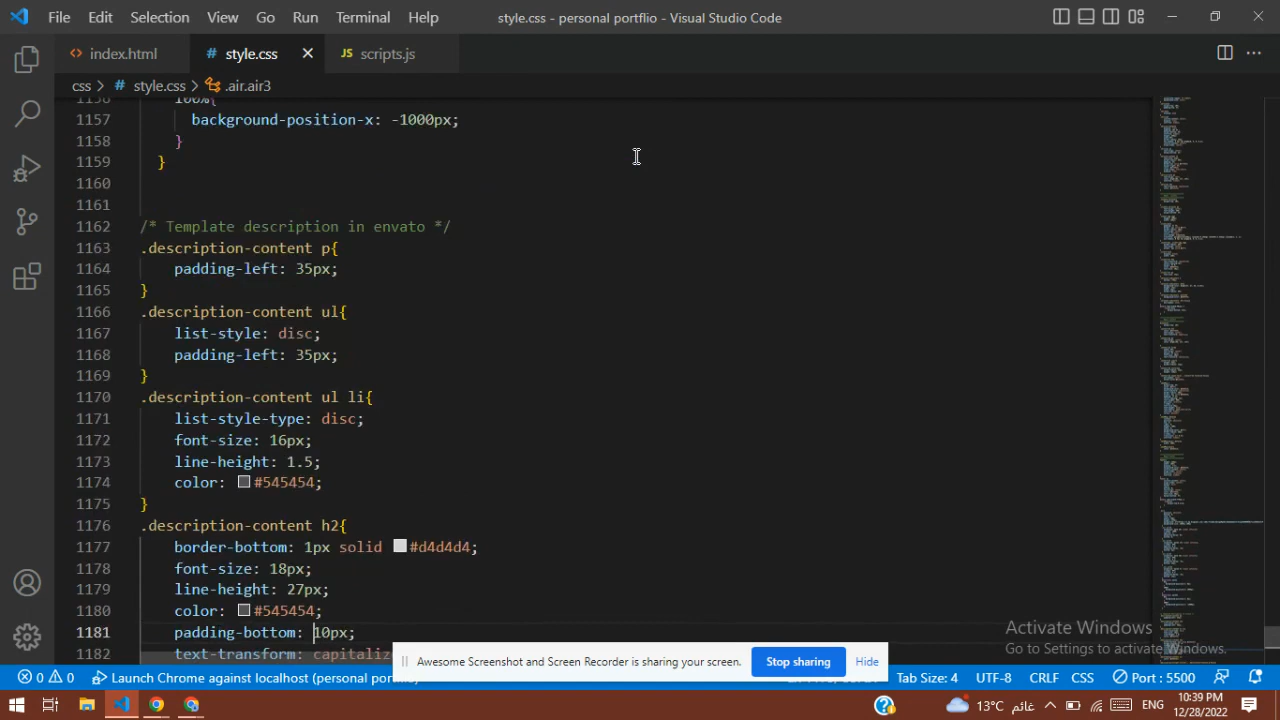 File Edit Selection View Go Run Terminal Help style.css - personal portflio - Visual Studio Code
index.html # style.css JS scripts.js
css # style.css .air.air3
1156 100%{
1157 background-position-x: -1000px;
1158 }
1159 }
1160
1161
1162 /* Template description in envato */
1163 .description-content p{
1164 padding-left: 35px;
1165 }
1166 .description-content ul{
1167 list-style: disc;
1168 padding-left: 35px;
1169 }
1170 .description-content ul li{
1171 list-style-type: disc;
1172 font-size: 16px;
1173 line-height: 1.5;
1174 color: #545454;
1175 }
1176 .description-content h2{
1177 border-bottom: 1px solid #d4d4d4;
1178 font-size: 18px;
1179 line-height: 27px;
1180 color: #545454;
1181 padding-bottom: 10px;
1182 text-transform:
Activate Windows
Go to Settings to activate Windows.
Awesome Screenshot and Screen Recorder is sharing your screen. Stop sharing Hide
0 0 Launch Chrome against localhost (personal Tab Size: 4 UTF-8 CRLF CSS Port : 5500
13°C غائم 10:39 PM
12/28/2022